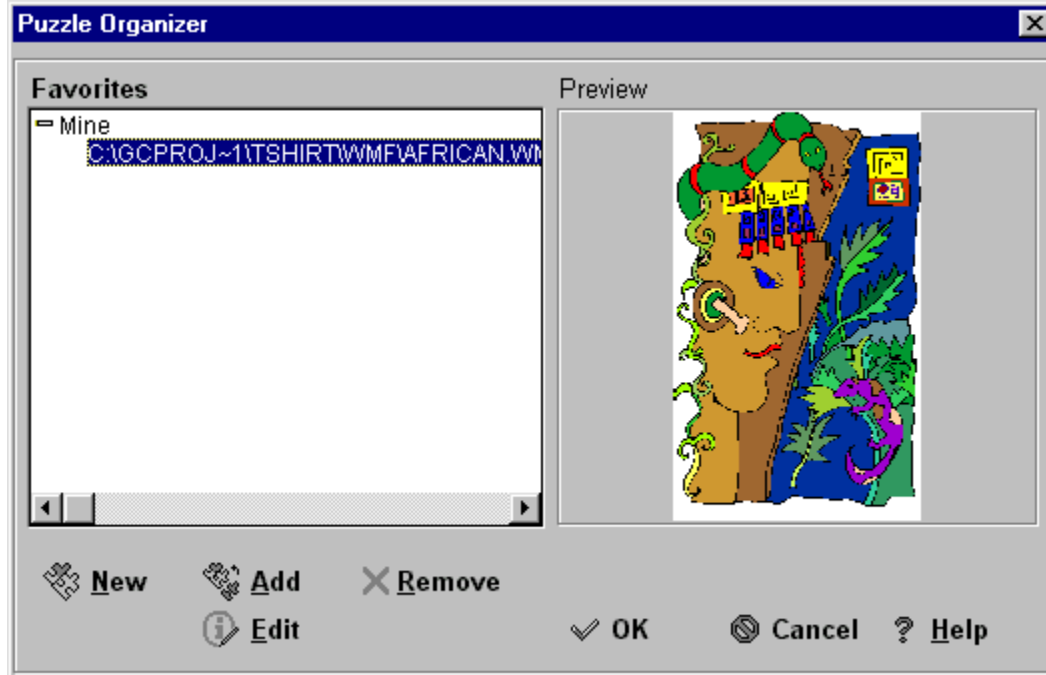 Puzzle Organizer
Favorites
Preview
Mine
C:\GCPROJ~1\TSHIRT\WMF\AFRICAN.WM
New
Add
Remove
Edit
OK
Cancel
Help